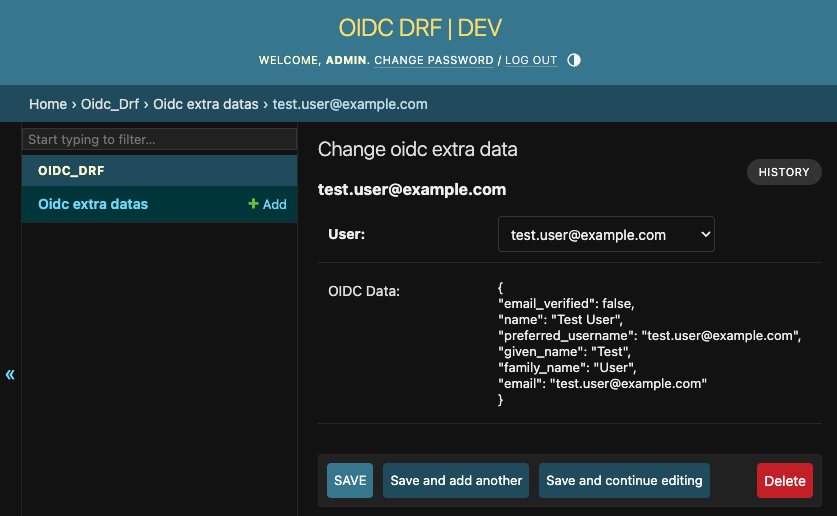 OIDC DRF | DEV
WELCOME, ADMIN. CHANGE PASSWORD / LOG OUT
Home › Oidc_Drf › Oidc extra datas › test.user@example.com
Start typing to filter...
OIDC_DRF
Oidc extra datas + Add
«
Change oidc extra data
HISTORY
test.user@example.com
User: test.user@example.com
OIDC Data:
{
"email_verified": false,
"name": "Test User",
"preferred_username": "test.user@example.com",
"given_name": "Test",
"family_name": "User",
"email": "test.user@example.com"
}
SAVE Save and add another Save and continue editing Delete